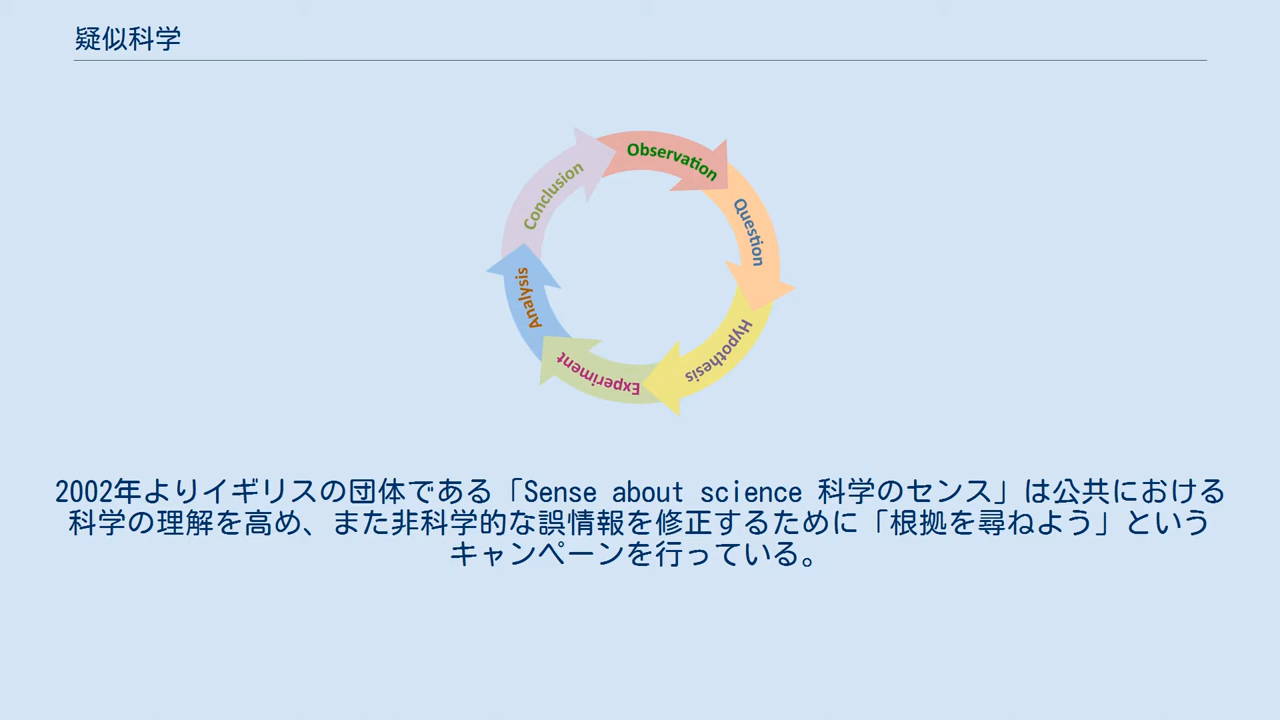 疑似科学
Observation
Question
Hypothesis
Experiment
Analysis
Conclusion
2002年よりイギリスの団体である「Sense about science 科学のセンス」は公共における
科学の理解を高め、また非科学的な誤情報を修正するために「根拠を尋ねよう」という
キャンペーンを行っている。